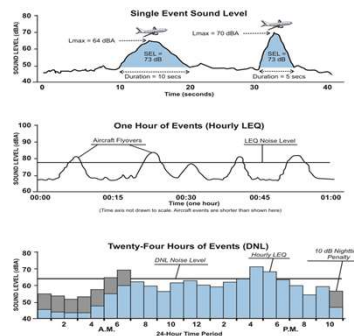 Single Event Sound Level
SOUND LEVEL (dBA)
80
70
60
50
40
Lmax = 64 dBA
Lmax = 70 dBA
SEL =
73 dB
SEL =
73 dB
Duration = 10 secs
Duration = 5 secs
0
10
20
30
40
Time (seconds)
One Hour of Events (Hourly LEQ)
SOUND LEVEL (dBA)
100
90
80
70
60
Aircraft Flyovers
LEQ Noise Level
00:00
00:15
00:30
00:45
01:00
Time (one hour)
(Time axis not drawn to scale. Aircraft events are shorter than shown here)
Twenty-Four Hours of Events (DNL)
SOUND LEVEL (dBA)
80
70
60
50
40
DNL Noise Level
Hourly LEQ
10 dB Nighttime
Penalty
2 4 6 8 10 12 2 4 6 8 10
A.M. P.M.
24-Hour Time Period